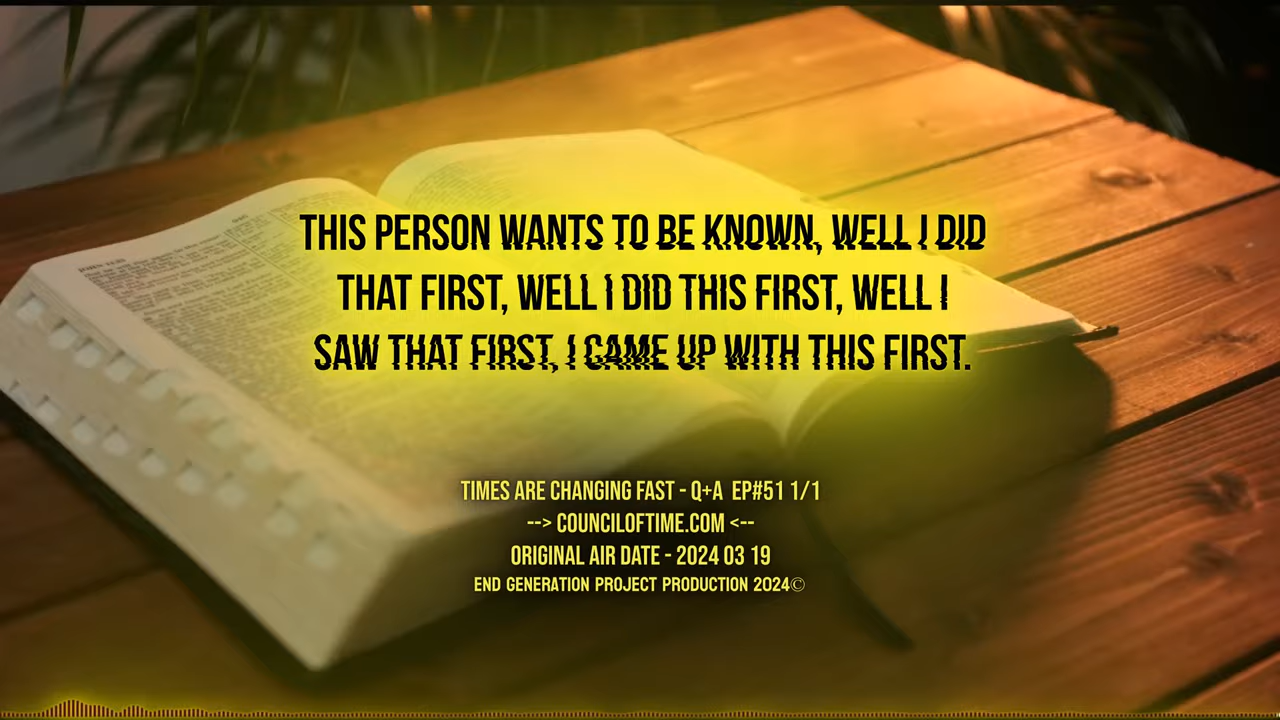 THIS PERSON WANTS TO BE KNOWN, WELL I DID
THAT FIRST, WELL I DID THIS FIRST, WELL I
SAW THAT FIRST, I CAME UP WITH THIS FIRST.
TIMES ARE CHANGING FAST - Q+A EP#51 1/1
--> COUNCILOFTIME.COM <--
ORIGINAL AIR DATE - 2024 03 19
END GENERATION PROJECT PRODUCTION 2024©